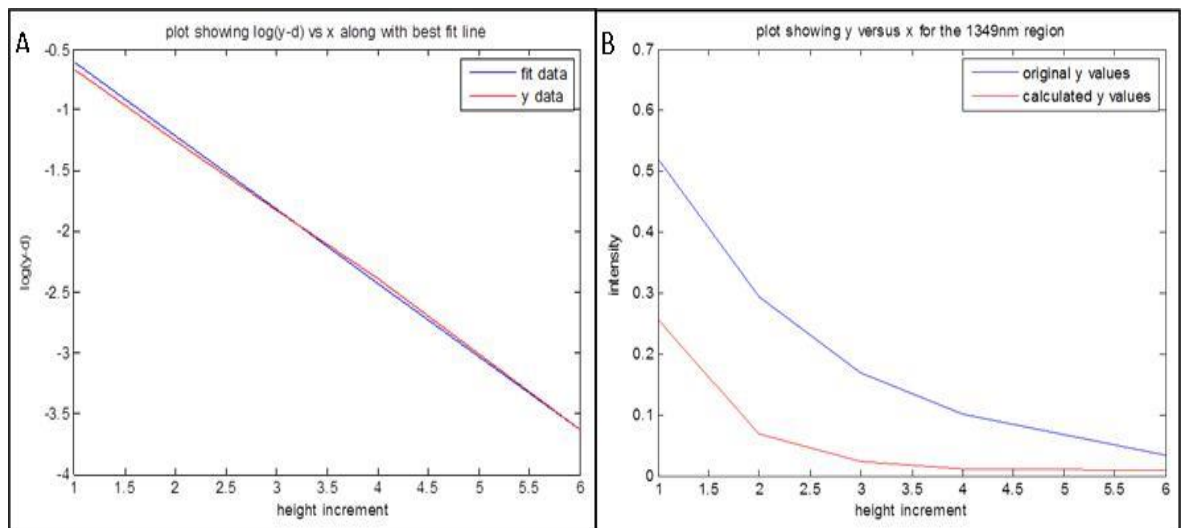 A
plot showing log(y-d) vs x along with best fit line
-0.5
-1
-1.5
-2
-2.5
-3
-3.5
-4
log(y-d)
fit data
y data
1 1.5 2 2.5 3 3.5 4 4.5 5 5.5 6
height increment
B
plot showing y versus x for the 1349nm region
0.7
0.6
0.5
0.4
0.3
0.2
0.1
0
intensity
original y values
calculated y values
1 1.5 2 2.5 3 3.5 4 4.5 5 5.5 6
height increment